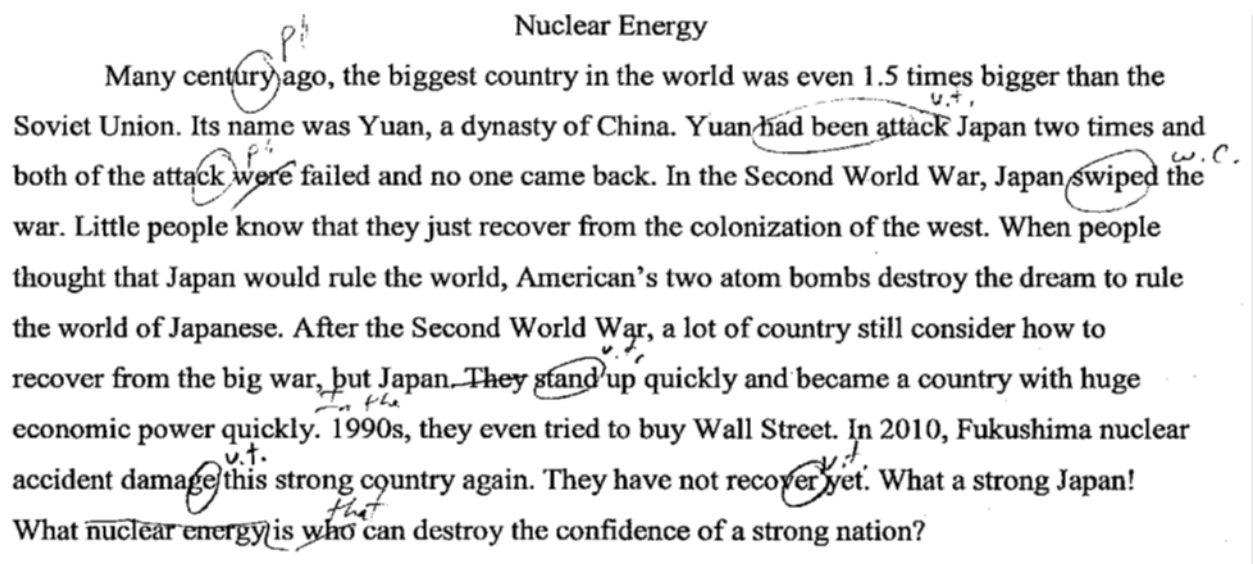 Nuclear Energy
pl
Many century ago, the biggest country in the world was even 1.5 times bigger than the
v.t.
Soviet Union. Its name was Yuan, a dynasty of China. Yuan had been attack Japan two times and
pl w.c.
both of the attack were failed and no one came back. In the Second World War, Japan swiped the
war. Little people know that they just recover from the colonization of the west. When people
thought that Japan would rule the world, American’s two atom bombs destroy the dream to rule
the world of Japanese. After the Second World War, a lot of country still consider how to
v.t.
recover from the big war, but Japan. They stand up quickly and became a country with huge
In the
economic power quickly. 1990s, they even tried to buy Wall Street. In 2010, Fukushima nuclear
v.t. v.t.
accident damage this strong country again. They have not recover yet. What a strong Japan!
that
What nuclear energy is who can destroy the confidence of a strong nation?